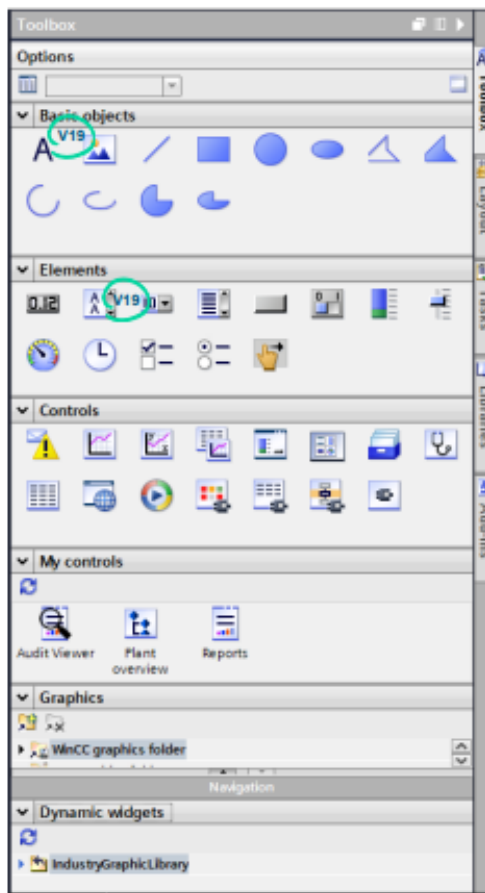 Toolbox
Options
Basic objects
V19
A
Elements
0.12
V19
Controls
My controls
Audit Viewer
Plant overview
Reports
Graphics
WinCC graphics folder
Navigation
Dynamic widgets
IndustryGraphicLibrary
Toolbox
Layout
Tasks
Libraries
Add-ins